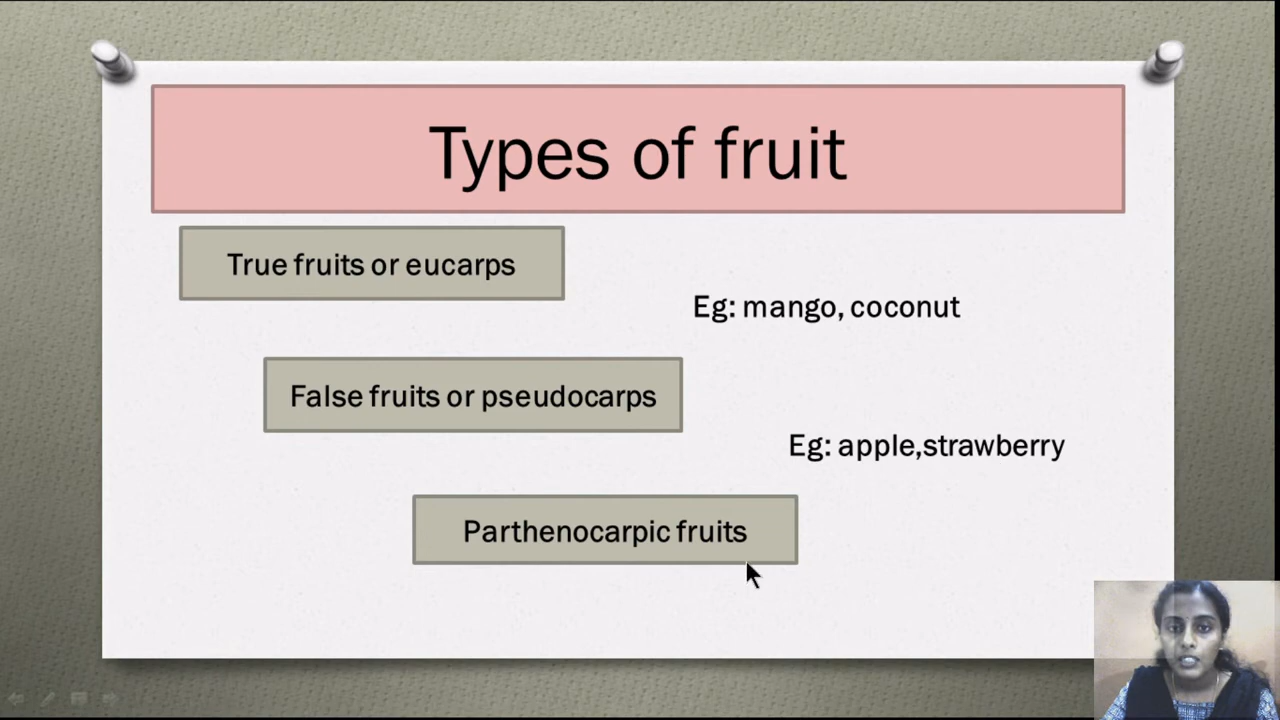 Types of fruit
True fruits or eucarps
Eg: mango, coconut
False fruits or pseudocarps
Eg: apple,strawberry
Parthenocarpic fruits